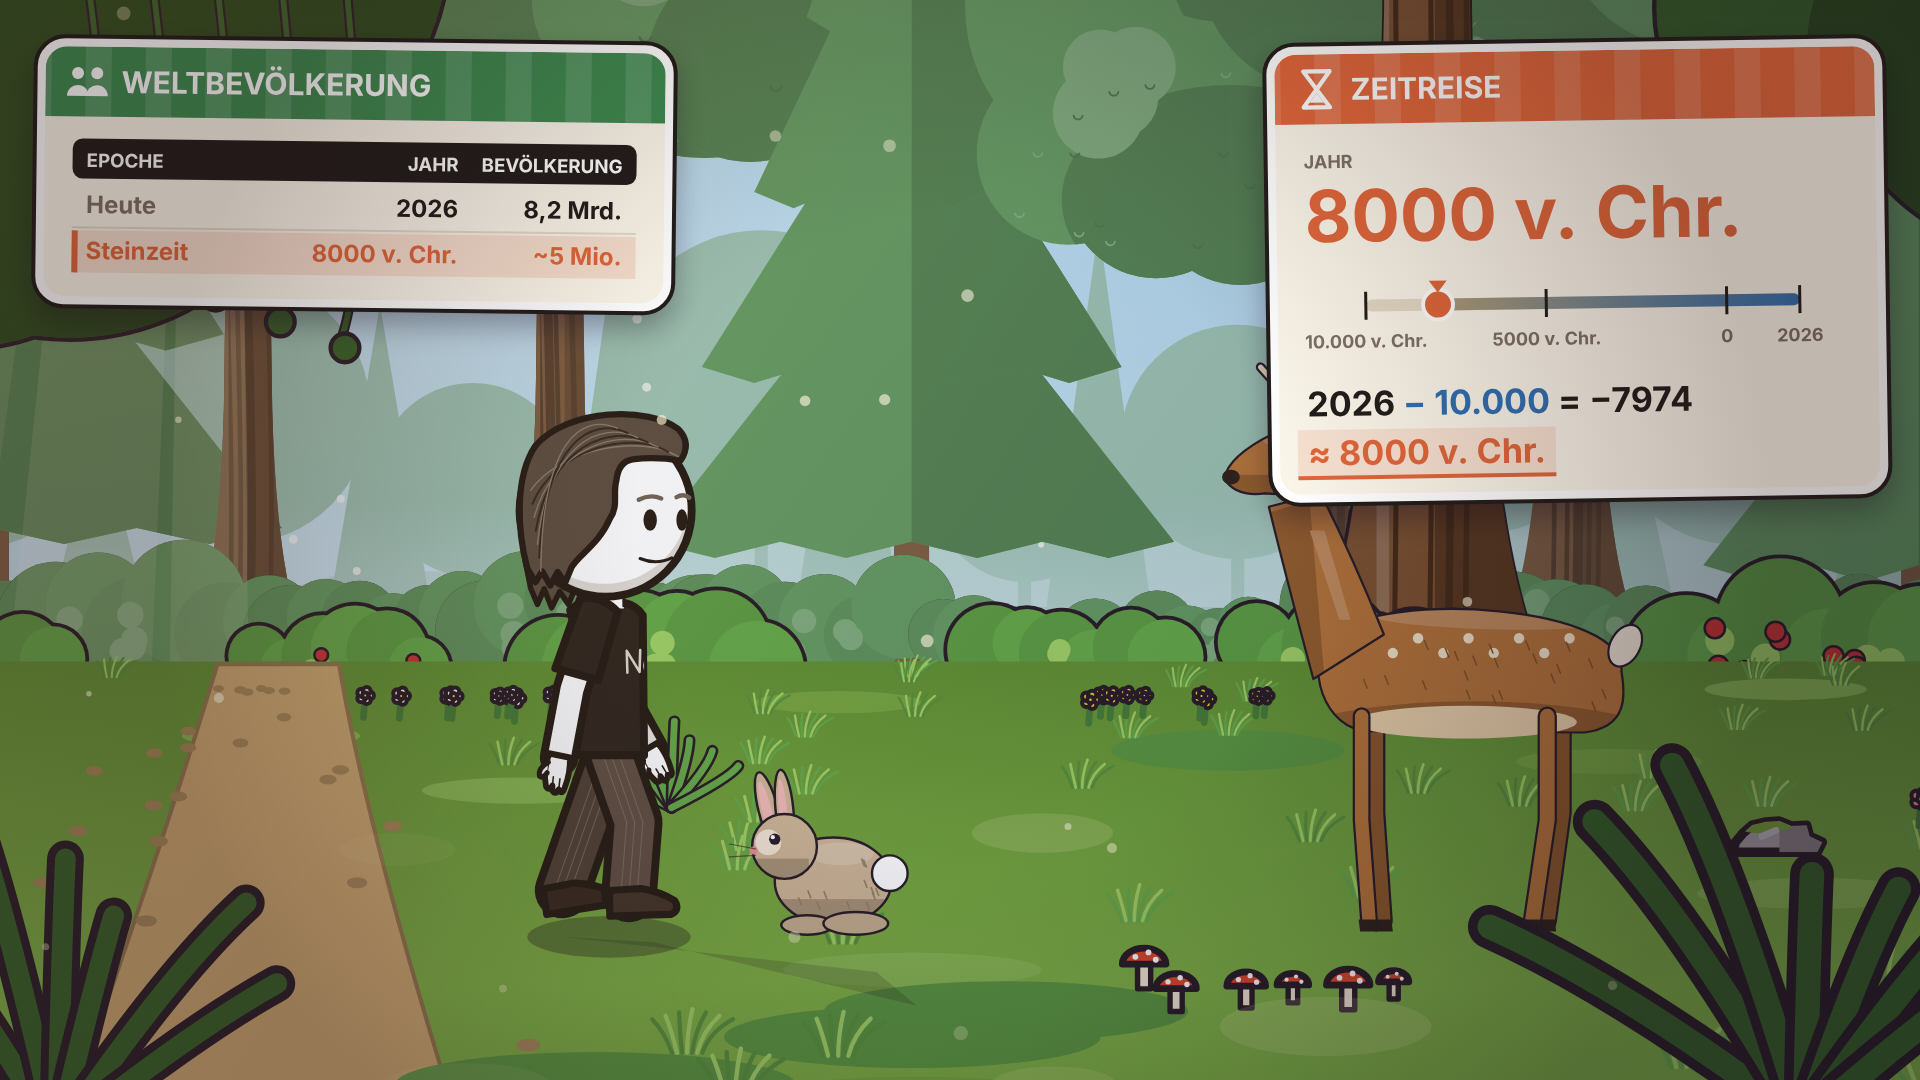 WELTBEVÖLKERUNG
EPOCHE JAHR BEVÖLKERUNG
Heute 2026 8,2 Mrd.
Steinzeit 8000 v. Chr. ~5 Mio.
ZEITREISE
JAHR
8000 v. Chr.
10.000 v. Chr. 5000 v. Chr. 0 2026
2026 − 10.000 = −7974
≈ 8000 v. Chr.
N